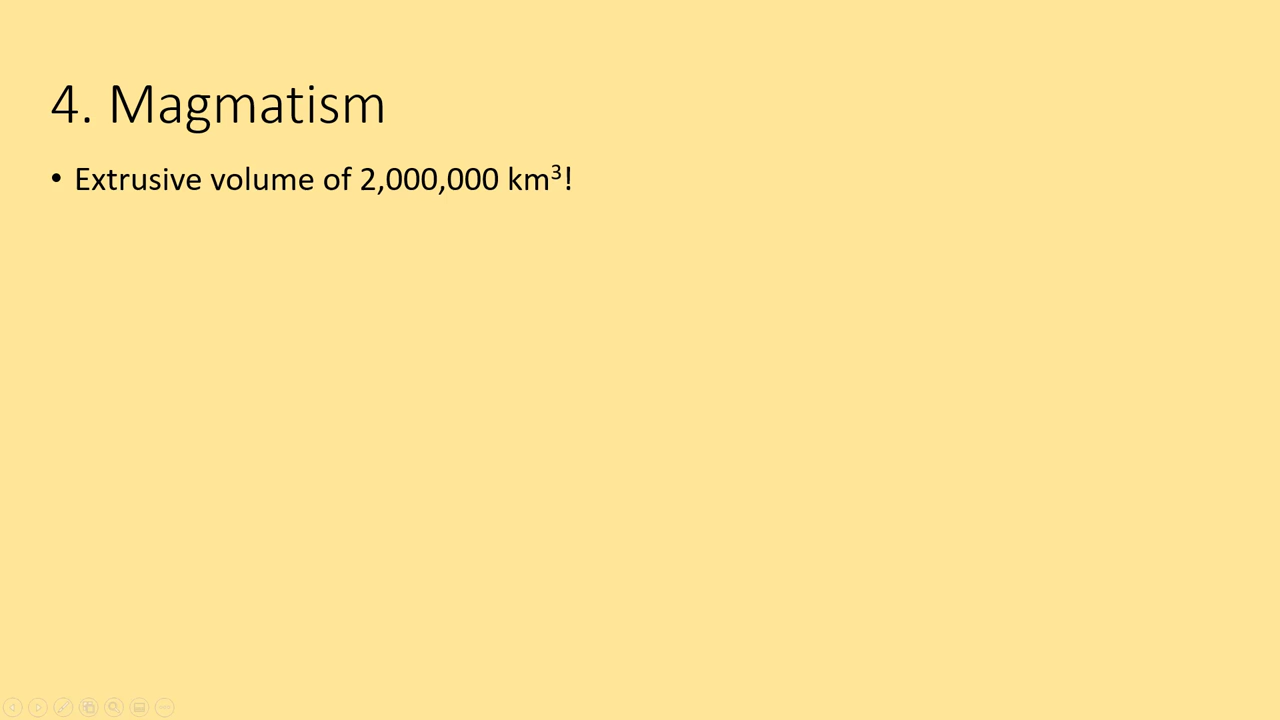 4. Magmatism
• Extrusive volume of 2,000,000 km³!